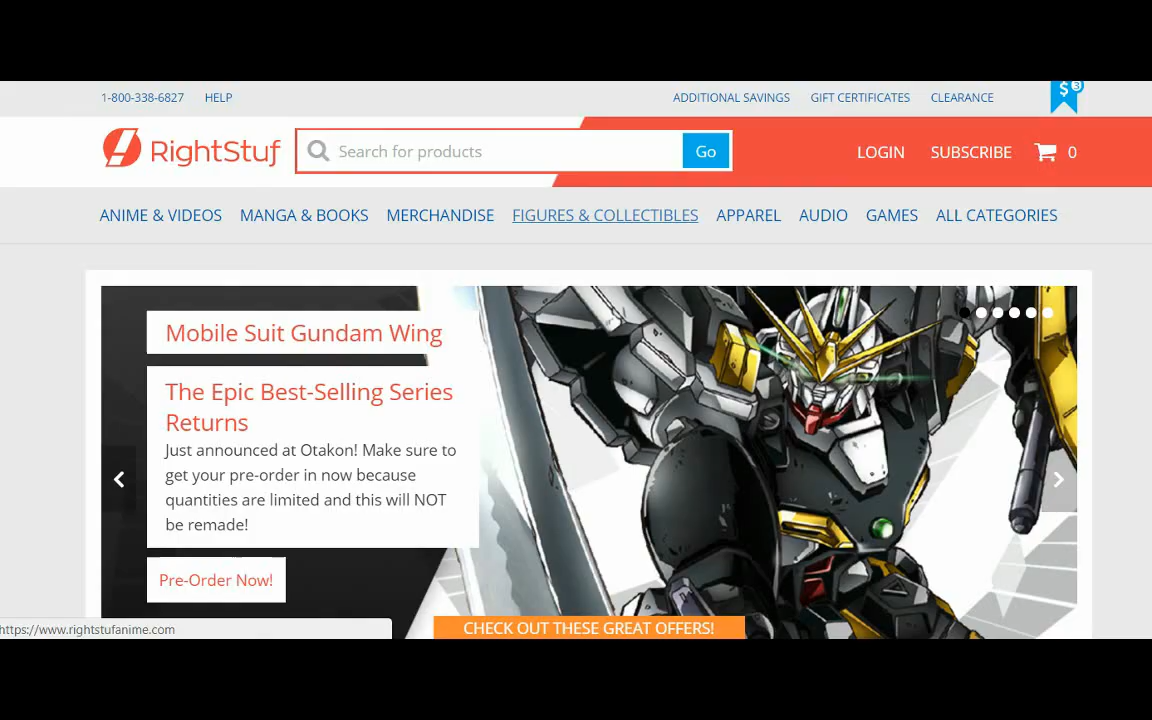 1-800-338-6827 HELP ADDITIONAL SAVINGS GIFT CERTIFICATES CLEARANCE $ 3
RightStuf Search for products Go LOGIN SUBSCRIBE 0
ANIME & VIDEOS MANGA & BOOKS MERCHANDISE FIGURES & COLLECTIBLES APPAREL AUDIO GAMES ALL CATEGORIES
Mobile Suit Gundam Wing
The Epic Best-Selling Series
Returns
Just announced at Otakon! Make sure to
get your pre-order in now because
quantities are limited and this will NOT
be remade!
Pre-Order Now!
https://www.rightstufanime.com
CHECK OUT THESE GREAT OFFERS!